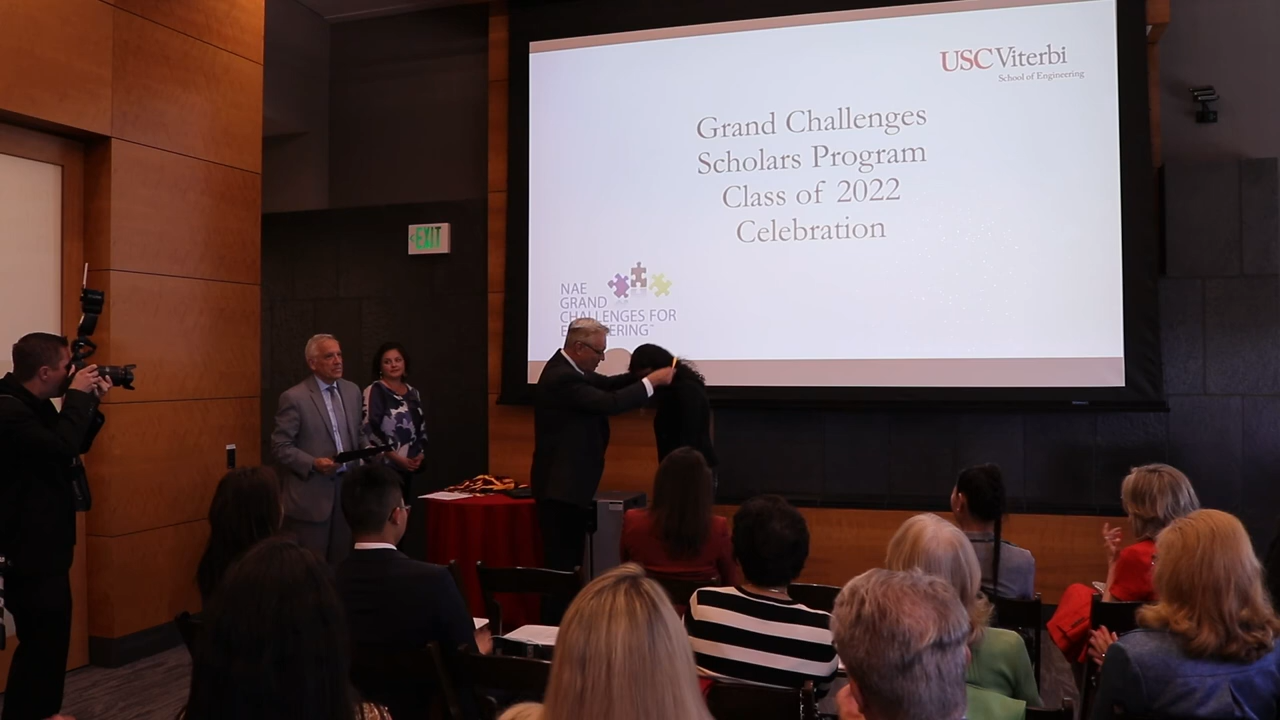 USC Viterbi
School of Engineering
Grand Challenges
Scholars Program
Class of 2022
Celebration
NAE
GRAND
CHALLENGES FOR
EXIT